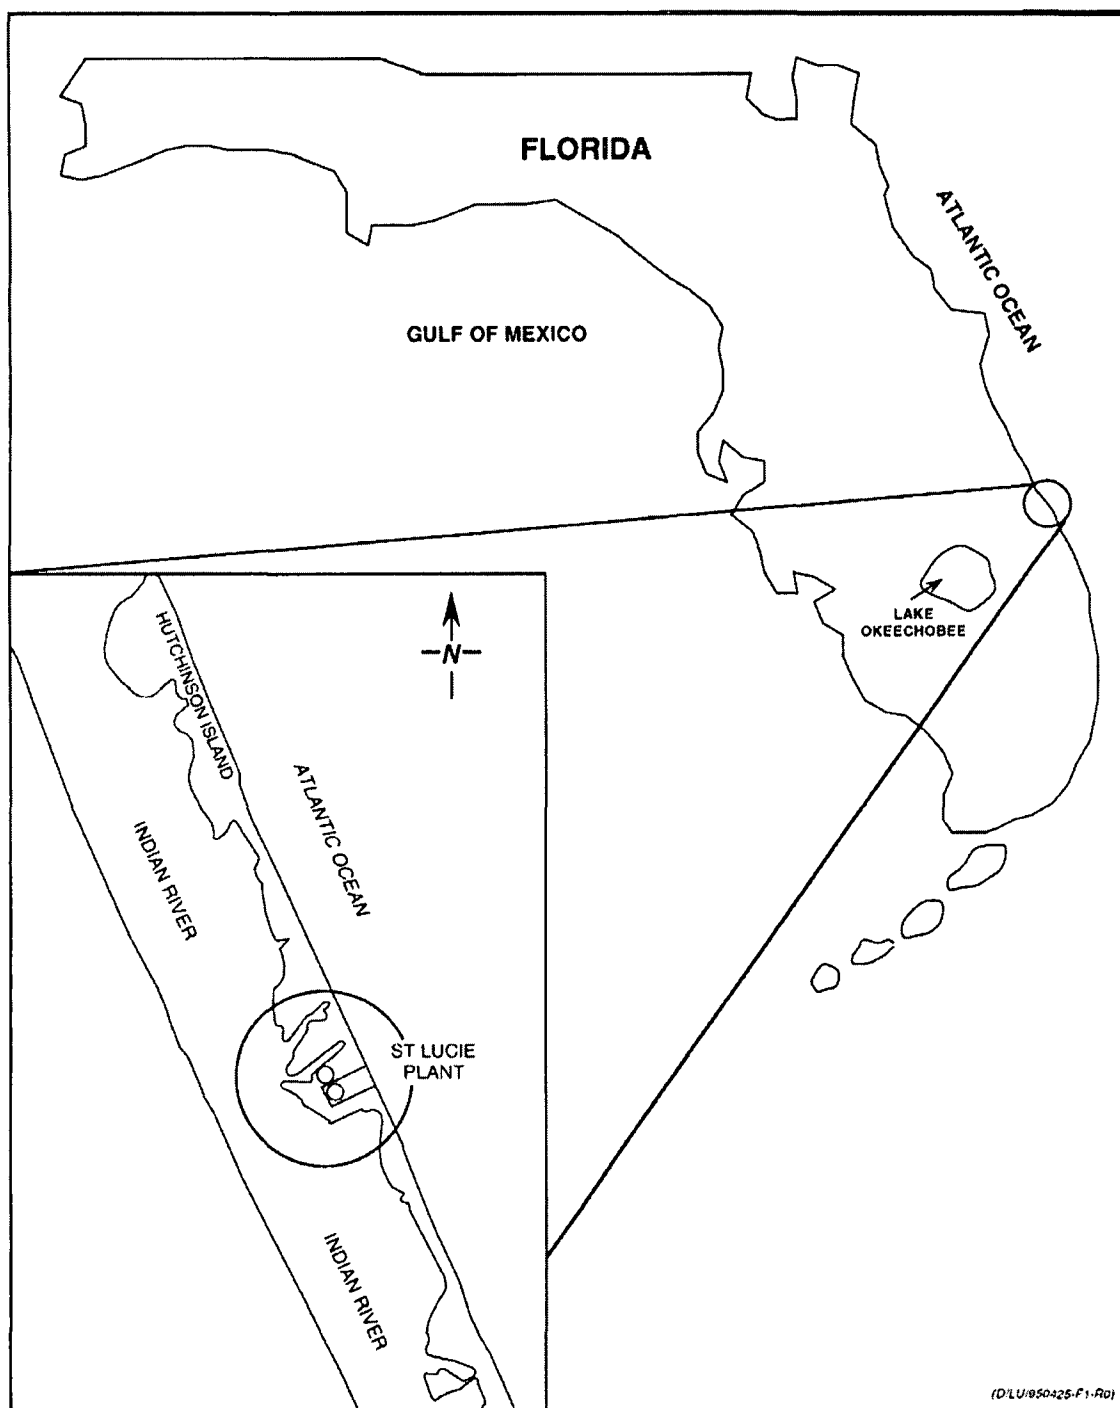 FLORIDA
ATLANTIC OCEAN
GULF OF MEXICO
LAKE
OKEECHOBEE
N
HUTCHINSON ISLAND
ATLANTIC OCEAN
INDIAN RIVER
ST LUCIE
PLANT
INDIAN RIVER
(D/LU/950425-F1-R0)